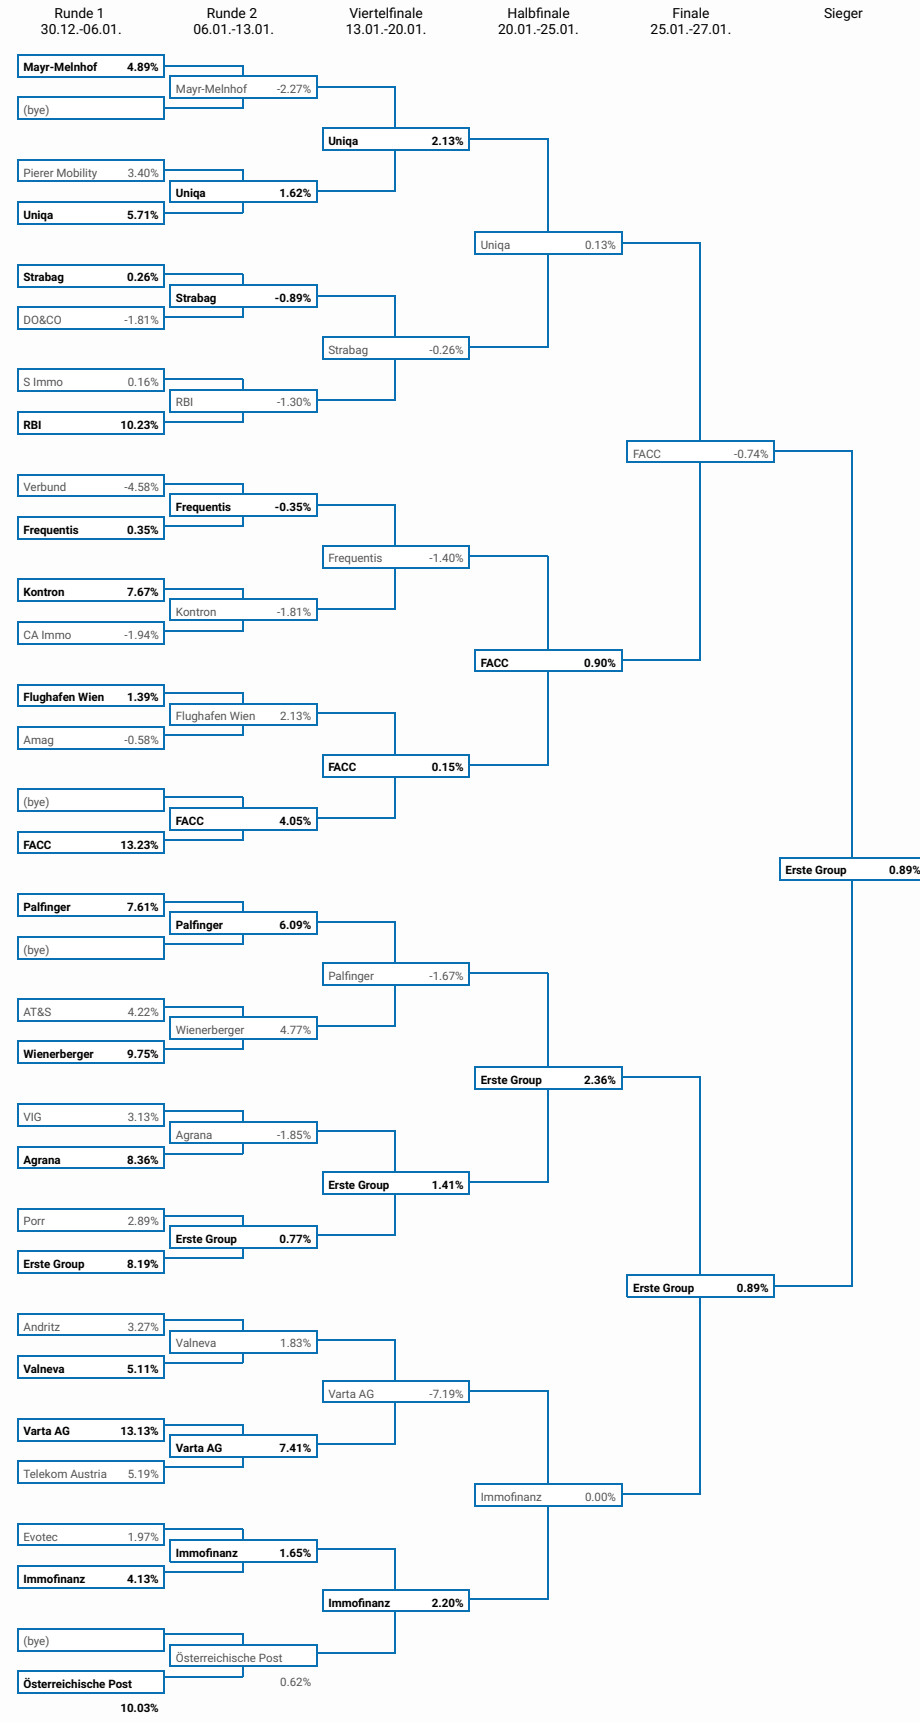 Runde 1 Runde 2 Viertelfinale Halbfinale Finale Sieger
30.12.-06.01. 06.01.-13.01. 13.01.-20.01. 20.01.-25.01. 25.01.-27.01.
Mayr-Melnhof 4.89%
Mayr-Melnhof -2.27%
(bye)
Uniqa 2.13%
Pierer Mobility 3.40%
Uniqa 1.62%
Uniqa 5.71%
Uniqa 0.13%
Strabag 0.26%
Strabag -0.89%
DO&CO -1.81%
Strabag -0.26%
S Immo 0.16%
RBI -1.30%
RBI 10.23%
FACC -0.74%
Verbund -4.58%
Frequentis -0.35%
Frequentis 0.35%
Frequentis -1.40%
Kontron 7.67%
Kontron -1.81%
CA Immo -1.94%
FACC 0.90%
Flughafen Wien 1.39%
Flughafen Wien 2.13%
Amag -0.58%
FACC 0.15%
(bye)
FACC 4.05%
FACC 13.23%
Erste Group 0.89%
Palfinger 7.61%
Palfinger 6.09%
(bye)
Palfinger -1.67%
AT&S 4.22%
Wienerberger 4.77%
Wienerberger 9.75%
Erste Group 2.36%
VIG 3.13%
Agrana -1.85%
Agrana 8.36%
Erste Group 1.41%
Porr 2.89%
Erste Group 0.77%
Erste Group 8.19%
Erste Group 0.89%
Andritz 3.27%
Valneva 1.83%
Valneva 5.11%
Varta AG -7.19%
Varta AG 13.13%
Varta AG 7.41%
Telekom Austria 5.19%
Immofinanz 0.00%
Evotec 1.97%
Immofinanz 1.65%
Immofinanz 4.13%
Immofinanz 2.20%
(bye)
Österreichische Post
Österreichische Post 0.62%
10.03%